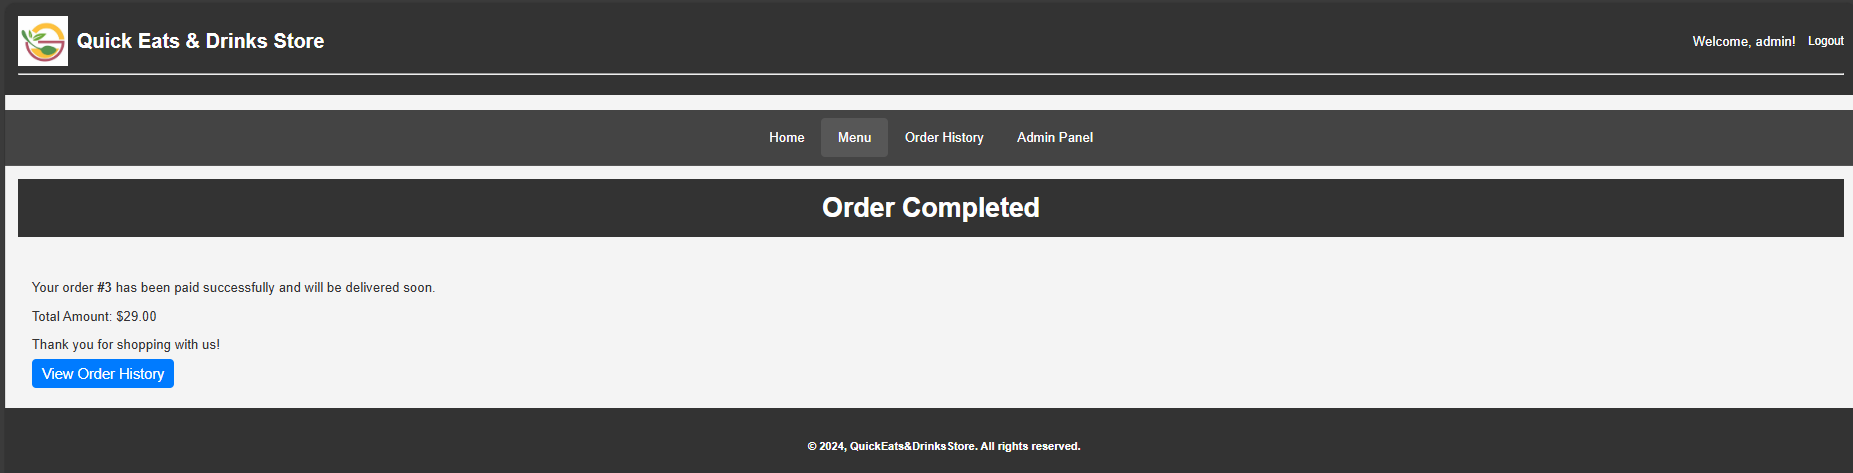 Quick Eats & Drinks Store
Welcome, admin! Logout
Home Menu Order History Admin Panel
Order Completed
Your order #3 has been paid successfully and will be delivered soon.
Total Amount: $29.00
Thank you for shopping with us!
View Order History
© 2024, QuickEats&DrinksStore. All rights reserved.